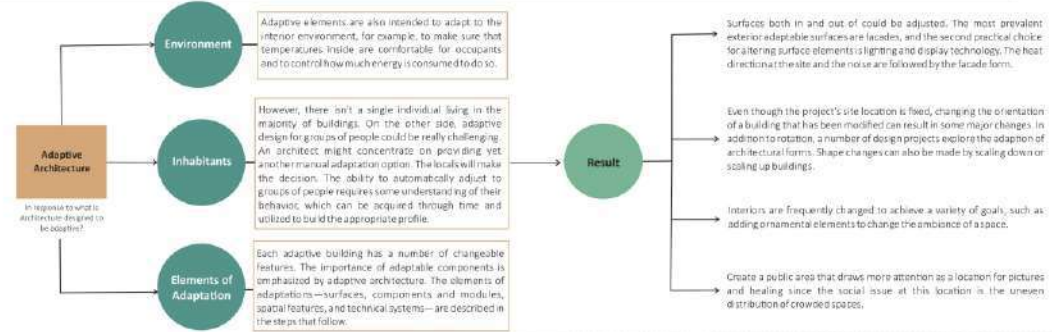 Adaptive
Architecture
In response to what is
Architecture designed to
be adaptive?
Environment
Adaptive elements are also intended to adapt to the
interior environment, for example, to make sure that
temperatures inside are comfortable for occupants
and to control how much energy is consumed to do so.
Inhabitants
However, there isn't a single individual living in the
majority of buildings. On the other side, adaptive
design for groups of people could be really challenging.
An architect might concentrate on providing yet
another manual adaptation option. The locals will make
the decision. The ability to automatically adjust to
groups of people requires some understanding of their
behavior, which can be acquired through time and
utilized to build the appropriate profile.
Elements of
Adaptation
Each adaptive building has a number of changeable
features. The importance of adaptable components is
emphasized by adaptive architecture. The elements of
adaptations—surfaces, components and modules,
spatial features, and technical systems— are described in
the steps that follow.
Result
Surfaces both in and out of could be adjusted. The most prevalent
exterior adaptable surfaces are facades, and the second practical choice
for altering surface elements is lighting and display technology. The heat
direction at the site and the noise are followed by the facade form.
Even though the project's site location is fixed, changing the orientation
of a building that has been modified can result in some major changes. In
addition to rotation, a number of design projects explore the adaption of
architectural forms. Shape changes can also be made by scaling down or
scaling up buildings.
Interiors are frequently changed to achieve a variety of goals, such as
adding ornamental elements to change the ambiance of a space.
Create a public area that draws more attention as a location for pictures
and healing since the social issue at this location is the uneven
distribution of crowded spaces.